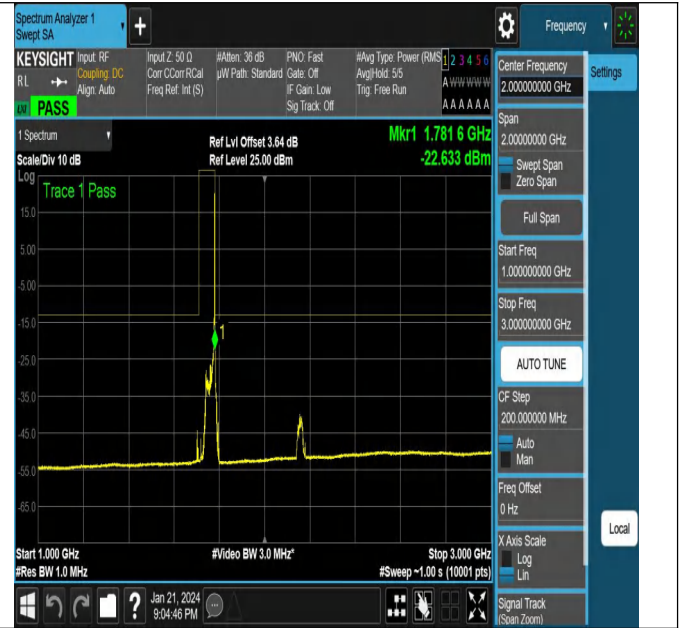 Spectrum Analyzer 1
Swept SA
+
Frequency
KEYSIGHT
Input: RF
Coupling: DC
Align: Auto
RL
LXI PASS
Input Z: 50 Ω
Corr CCorr RCal
Freq Ref: Int (S)
#Atten: 36 dB
µW Path: Standard
PNO: Fast
Gate: Off
IF Gain: Low
Sig Track: Off
#Avg Type: Power (RMS
Avg|Hold: 5/5
Trig: Free Run
1 2 3 4 5 6
A W W W W W
A A A A A A
1 Spectrum
Scale/Div 10 dB
Ref Lvl Offset 3.64 dB
Ref Level 25.00 dBm
Mkr1 1.781 6 GHz
-22.633 dBm
Log
Trace 1 Pass
15.0
5.00
-5.00
-15.0
-25.0
-35.0
-45.0
-55.0
-65.0
1
Start 1.000 GHz
#Res BW 1.0 MHz
#Video BW 3.0 MHz*
Stop 3.000 GHz
#Sweep ~1.00 s (10001 pts)
Center Frequency
2.000000000 GHz
Settings
Span
2.00000000 GHz
Swept Span
Zero Span
Full Span
Start Freq
1.000000000 GHz
Stop Freq
3.000000000 GHz
AUTO TUNE
CF Step
200.000000 MHz
Auto
Man
Freq Offset
0 Hz
X Axis Scale
Log
Lin
Local
Signal Track
(Span Zoom)
?
Jan 21, 2024
9:04:46 PM